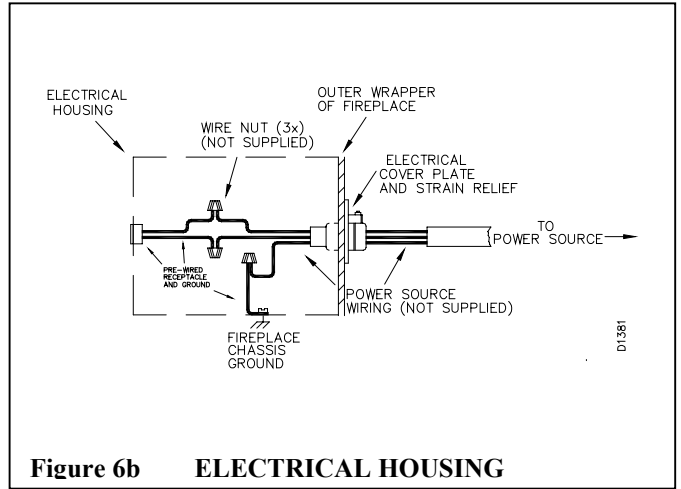 ELECTRICAL
HOUSING
OUTER WRAPPER
OF FIREPLACE
WIRE NUT (3x)
(NOT SUPPLIED)
ELECTRICAL
COVER PLATE
AND STRAIN RELIEF
TO
POWER SOURCE
PRE-WIRED
RECEPTACLE
AND GROUND
POWER SOURCE
WIRING (NOT SUPPLIED)
FIREPLACE
CHASSIS
GROUND
D1381
Figure 6b ELECTRICAL HOUSING